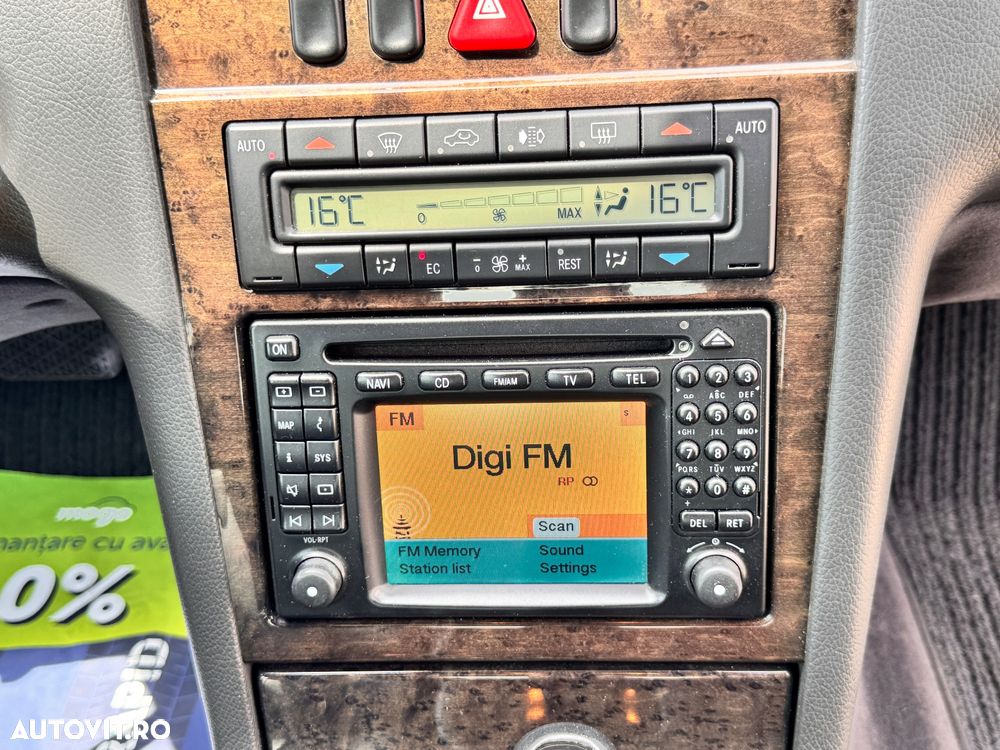 AUTO
AUTO
16°C
0
MAX
16°C
EC
- 0 + MAX
REST
ON
NAVI
CD
FM/AM
TV
TEL
MAP
i
SYS
VOL·RPT
FM
S
Digi FM
RP
Scan
FM Memory
Sound
Station list
Settings
1 2 3
ABC DEF
4 5 6
GHI JKL MNO
7 8 9
PQRS TUV WXYZ
* 0 #
+
DEL
RET
nanțare cu ava
0%
AUTOVIT.RO